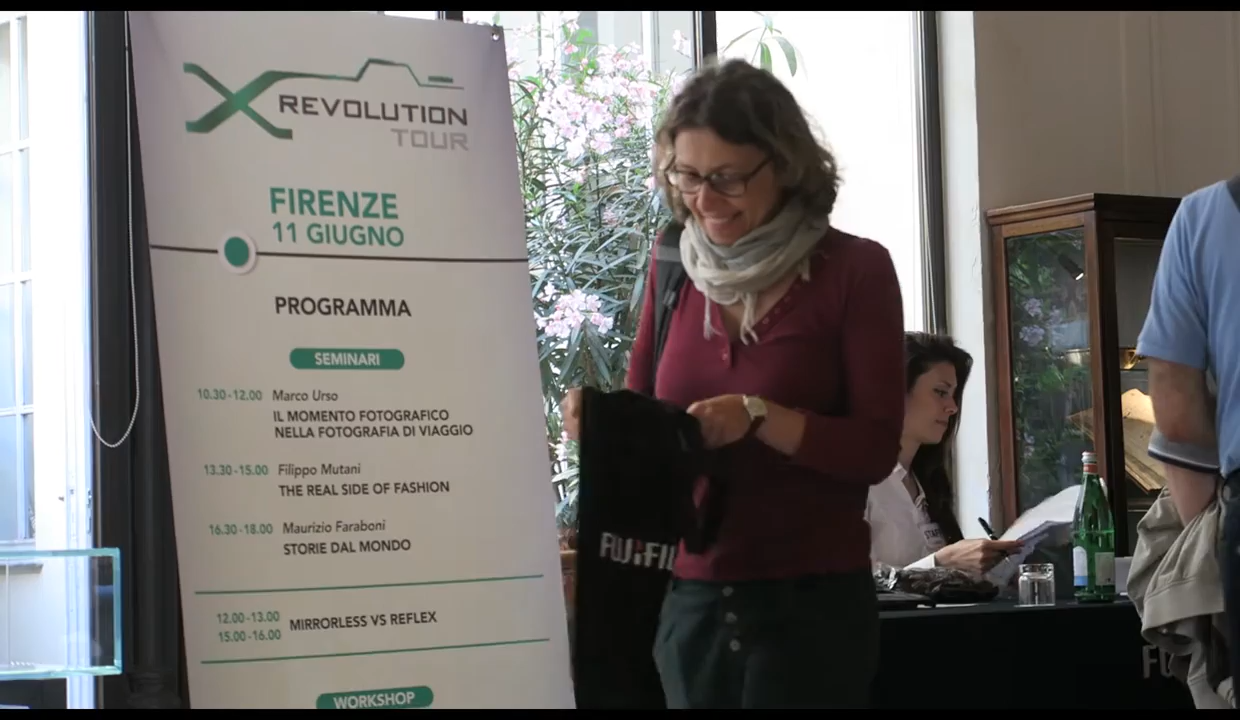 REVOLUTION
TOUR
FIRENZE
11 GIUGNO
PROGRAMMA
SEMINARI
10.30-12.00 Marco Urso
IL MOMENTO FOTOGRAFICO
NELLA FOTOGRAFIA DI VIAGGIO
13.30-15.00 Filippo Mutani
THE REAL SIDE OF FASHION
16.30-18.00 Maurizio Faraboni
STORIE DAL MONDO
12.00-13.00
15.00-16.00
MIRRORLESS VS REFLEX
WORKSHOP
FUJIFIL